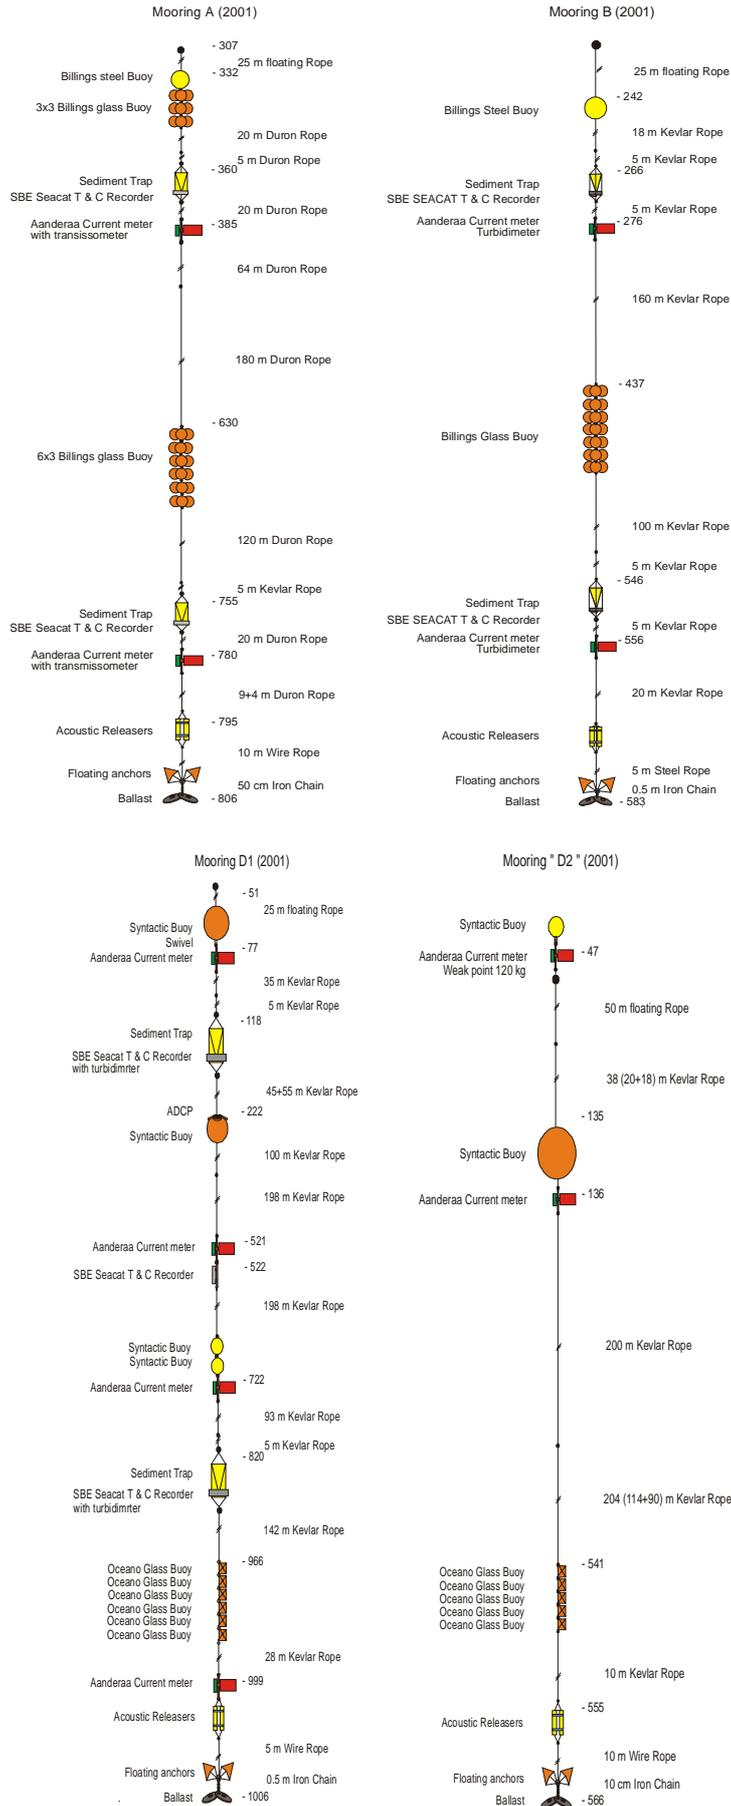 Mooring A (2001)
- 307
25 m floating Rope
Billings steel Buoy
- 332
3x3 Billings glass Buoy
20 m Duron Rope
5 m Duron Rope
- 360
Sediment Trap
SBE Seacat T & C Recorder
20 m Duron Rope
Aanderaa Current meter
with transissometer
- 385
64 m Duron Rope
180 m Duron Rope
- 630
6x3 Billings glass Buoy
120 m Duron Rope
5 m Kevlar Rope
- 755
Sediment Trap
SBE Seacat T & C Recorder
20 m Duron Rope
Aanderaa Current meter
with transmissometer
- 780
9+4 m Duron Rope
- 795
Acoustic Releasers
10 m Wire Rope
Floating anchors
50 cm Iron Chain
Ballast
- 806
Mooring B (2001)
25 m floating Rope
- 242
Billings Steel Buoy
18 m Kevlar Rope
5 m Kevlar Rope
- 266
Sediment Trap
SBE SEACAT T & C Recorder
5 m Kevlar Rope
Aanderaa Current meter
Turbidimeter
- 276
160 m Kevlar Rope
- 437
Billings Glass Buoy
100 m Kevlar Rope
5 m Kevlar Rope
- 546
Sediment Trap
SBE SEACAT T & C Recorder
5 m Kevlar Rope
Aanderaa Current meter
Turbidimeter
- 556
20 m Kevlar Rope
Acoustic Releasers
5 m Steel Rope
Floating anchors
0.5 m Iron Chain
Ballast
- 583
Mooring D1 (2001)
- 51
25 m floating Rope
Syntactic Buoy
Swivel
Aanderaa Current meter
- 77
35 m Kevlar Rope
5 m Kevlar Rope
- 118
Sediment Trap
SBE Seacat T & C Recorder
with turbidimrter
45+55 m Kevlar Rope
ADCP
- 222
Syntactic Buoy
100 m Kevlar Rope
198 m Kevlar Rope
Aanderaa Current meter
- 521
SBE Seacat T & C Recorder
- 522
198 m Kevlar Rope
Syntactic Buoy
Syntactic Buoy
Aanderaa Current meter
- 722
93 m Kevlar Rope
5 m Kevlar Rope
- 820
Sediment Trap
SBE Seacat T & C Recorder
with turbidimrter
142 m Kevlar Rope
- 966
Oceano Glass Buoy
Oceano Glass Buoy
Oceano Glass Buoy
Oceano Glass Buoy
Oceano Glass Buoy
Oceano Glass Buoy
28 m Kevlar Rope
Aanderaa Current meter
- 999
Acoustic Releasers
5 m Wire Rope
Floating anchors
0.5 m Iron Chain
Ballast
- 1006
Mooring " D2 " (2001)
Syntactic Buoy
Aanderaa Current meter
Weak point 120 kg
- 47
50 m floating Rope
38 (20+18) m Kevlar Rope
- 135
Syntactic Buoy
Aanderaa Current meter
- 136
200 m Kevlar Rope
204 (114+90) m Kevlar Rope
- 541
Oceano Glass Buoy
Oceano Glass Buoy
Oceano Glass Buoy
Oceano Glass Buoy
Oceano Glass Buoy
10 m Kevlar Rope
- 555
Acoustic Releasers
10 m Wire Rope
Floating anchors
10 cm Iron Chain
Ballast
- 566